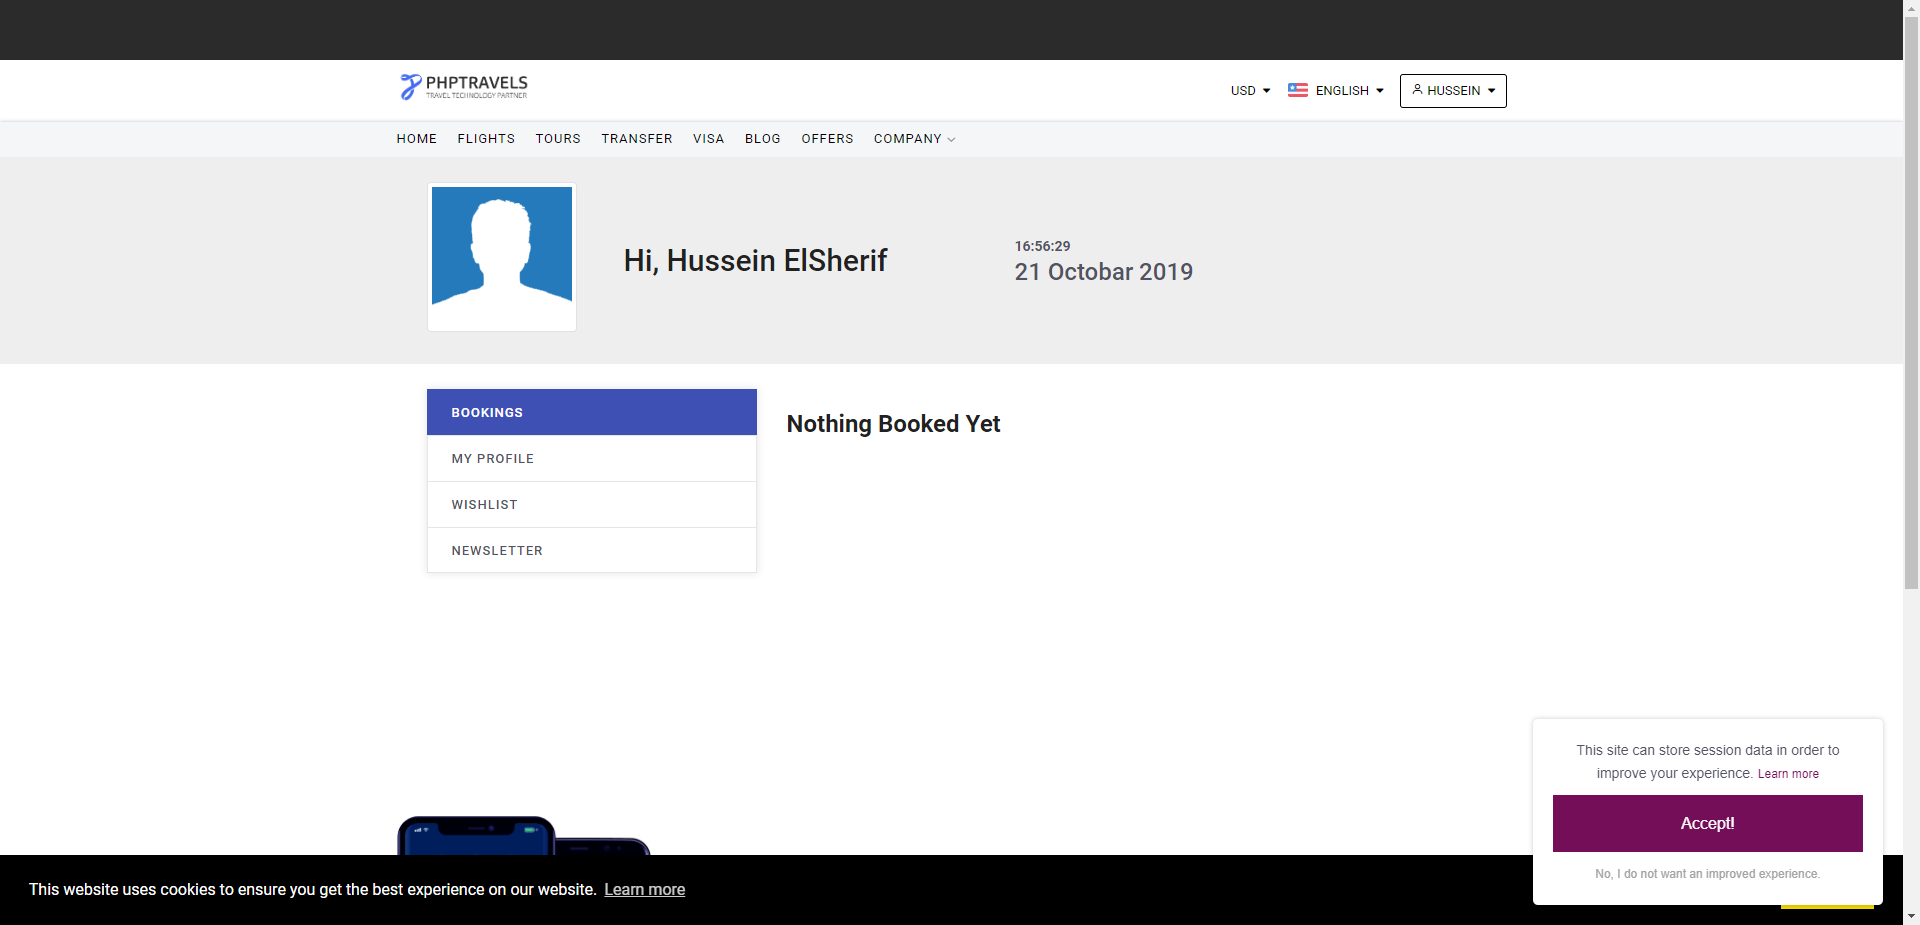 PHPTRAVELS
TRAVEL TECHNOLOGY PARTNER
USD
ENGLISH
HUSSEIN
HOME FLIGHTS TOURS TRANSFER VISA BLOG OFFERS COMPANY
Hi, Hussein ElSherif
16:56:29
21 Octobar 2019
BOOKINGS
MY PROFILE
WISHLIST
NEWSLETTER
Nothing Booked Yet
This site can store session data in order to
improve your experience. Learn more
Accept!
No, I do not want an improved experience.
This website uses cookies to ensure you get the best experience on our website. Learn more